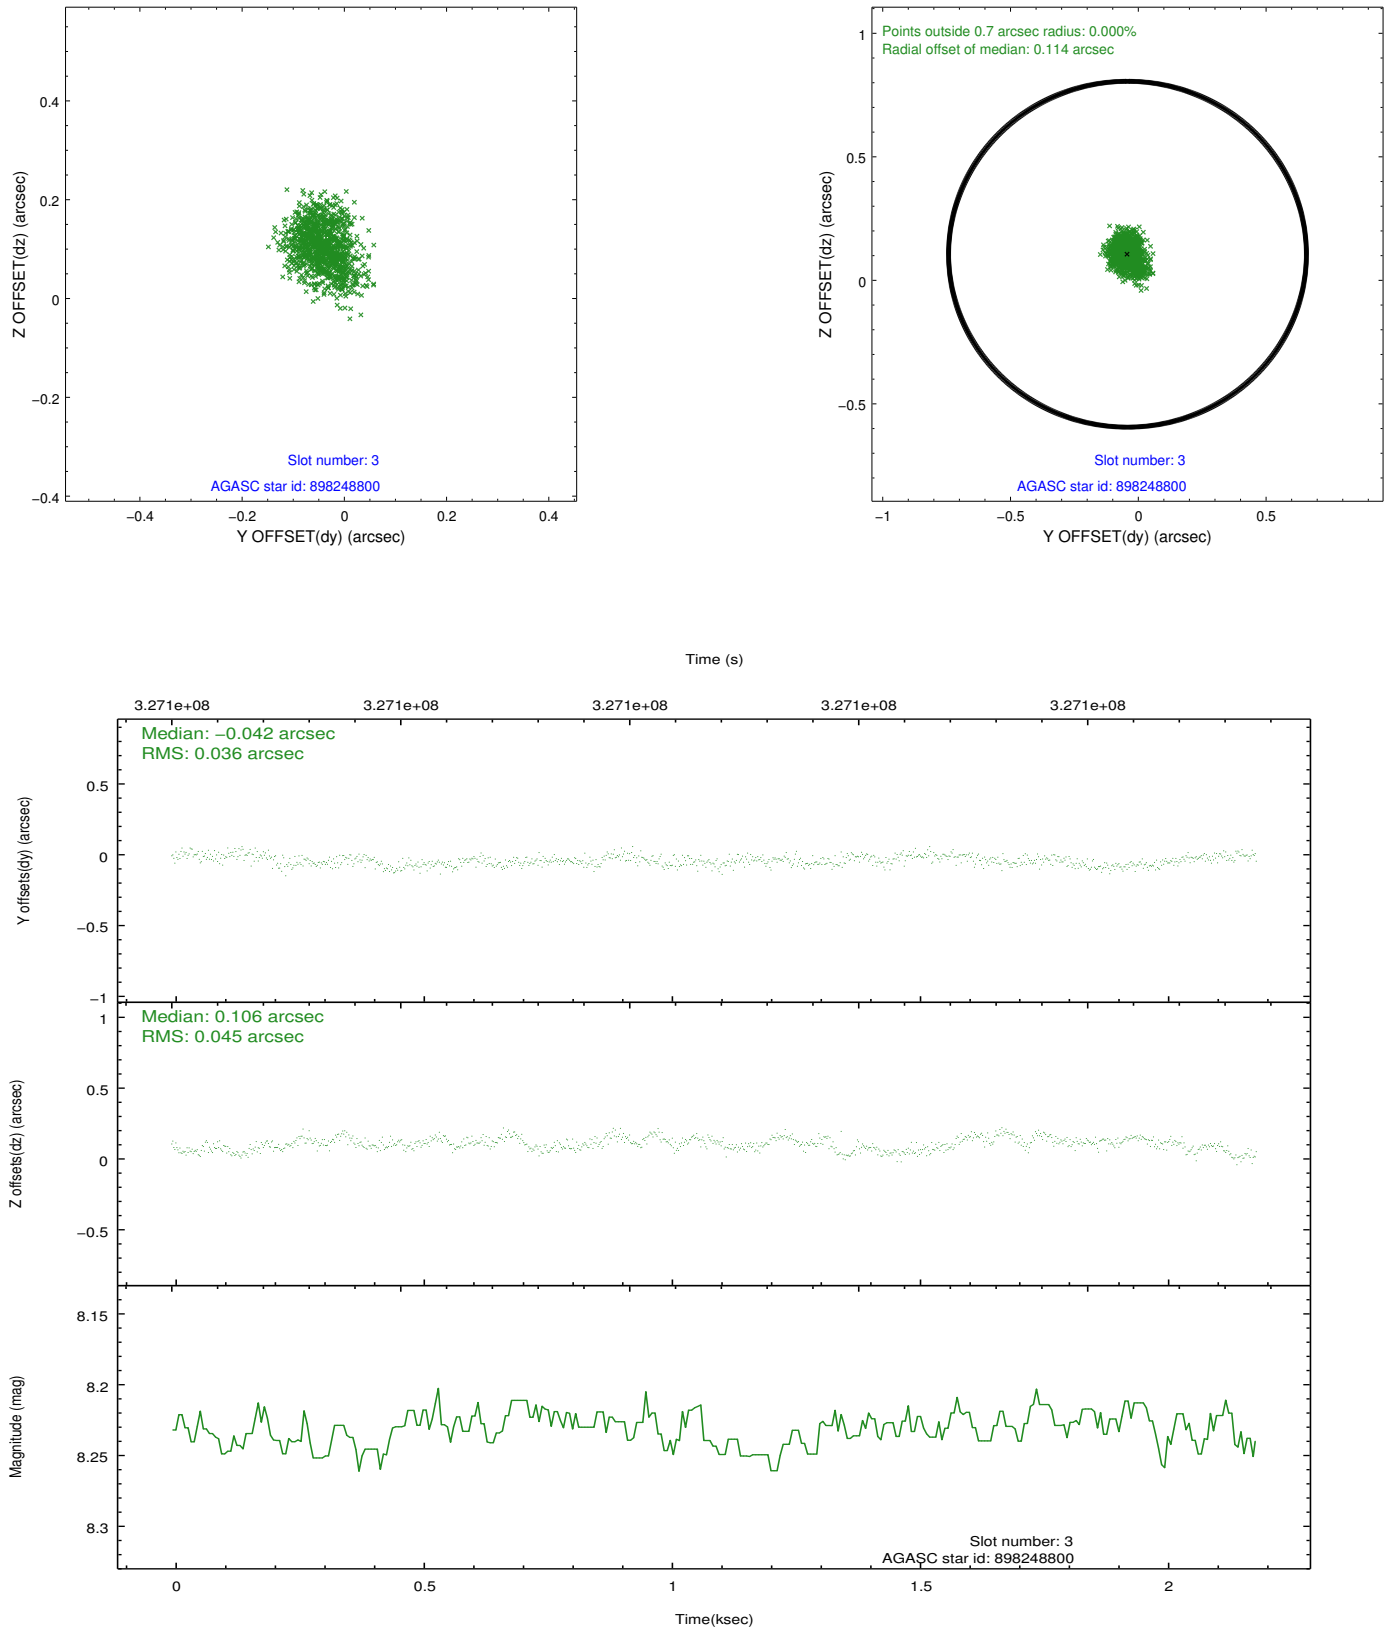 0.4
0.2
0
−0.2
−0.4
Z OFFSET(dz) (arcsec)
Slot number: 3
AGASC star id: 898248800
−0.4 −0.2 0 0.2 0.4
Y OFFSET(dy) (arcsec)
Points outside 0.7 arcsec radius: 0.000%
Radial offset of median: 0.114 arcsec
1
0.5
0
−0.5
Z OFFSET(dz) (arcsec)
Slot number: 3
AGASC star id: 898248800
−1 −0.5 0 0.5
Y OFFSET(dy) (arcsec)
Time (s)
3.271e+08 3.271e+08 3.271e+08 3.271e+08 3.271e+08
Median: −0.042 arcsec
RMS: 0.036 arcsec
0.5
0
−0.5
−1
Y offsets(dy) (arcsec)
Median: 0.106 arcsec
RMS: 0.045 arcsec
1
0.5
0
−0.5
Z offsets(dz) (arcsec)
8.15
8.2
8.25
8.3
Magnitude (mag)
Slot number: 3
AGASC star id: 898248800
0 0.5 1 1.5 2
Time(ksec)